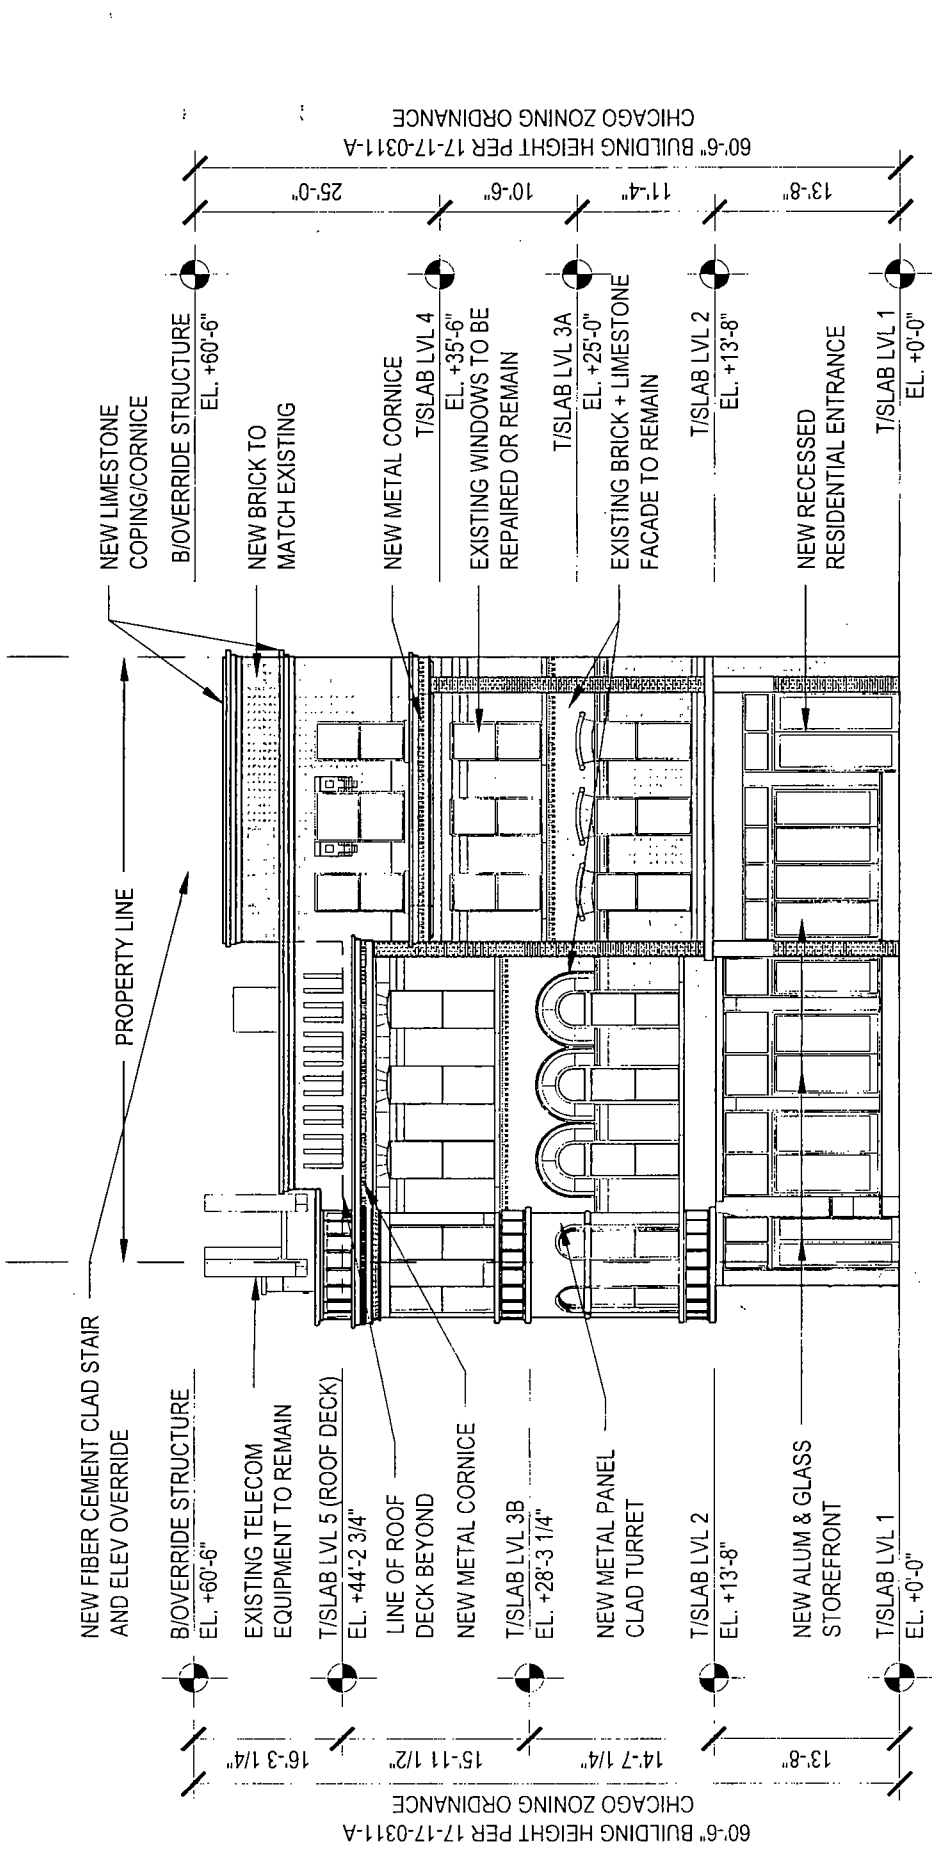 60'-6" BUILDING HEIGHT PER 17-17-0311-A
CHICAGO ZONING ORDINANCE
25'-0"
10'-6"
11'-4"
13'-8"
B/OVERRIDE STRUCTURE
EL. +60'-6"
T/SLAB LVL 4
EL. +35'-6"
T/SLAB LVL 3A
EL. +25'-0"
T/SLAB LVL 2
EL. +13'-8"
T/SLAB LVL 1
EL. +0'-0"
NEW LIMESTONE
COPING/CORNICE
NEW BRICK TO
MATCH EXISTING
NEW METAL CORNICE
EXISTING WINDOWS TO BE
REPAIRED OR REMAIN
EXISTING BRICK + LIMESTONE
FACADE TO REMAIN
NEW RECESSED
RESIDENTIAL ENTRANCE
PROPERTY LINE
NEW FIBER CEMENT CLAD STAIR
AND ELEV OVERRIDE
B/OVERRIDE STRUCTURE
EL. +60'-6"
EXISTING TELECOM
EQUIPMENT TO REMAIN
T/SLAB LVL 5 (ROOF DECK)
EL. +44'-2 3/4"
LINE OF ROOF
DECK BEYOND
NEW METAL CORNICE
T/SLAB LVL 3B
EL. +28'-3 1/4"
NEW METAL PANEL
CLAD TURRET
T/SLAB LVL 2
EL. +13'-8"
NEW ALUM & GLASS
STOREFRONT
T/SLAB LVL 1
EL. +0'-0"
16'-3 1/4"
15'-11 1/2"
14'-7 1/4"
13'-8"
60'-6" BUILDING HEIGHT PER 17-17-0311-A
CHICAGO ZONING ORDINANCE